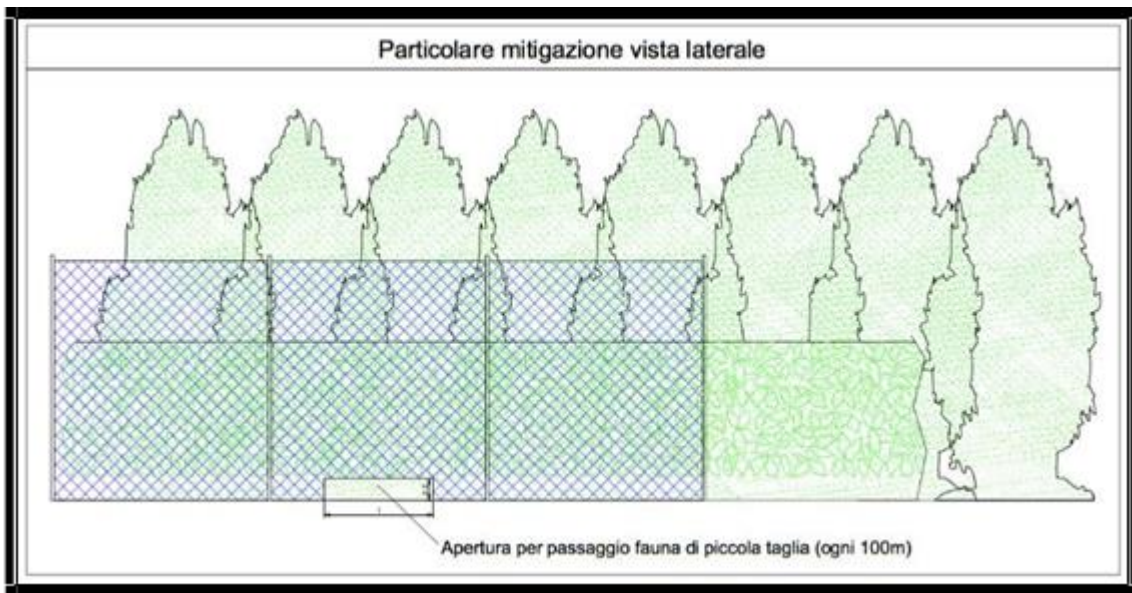 Particolare mitigazione vista laterale
Apertura per passaggio fauna di piccola taglia (ogni 100m)